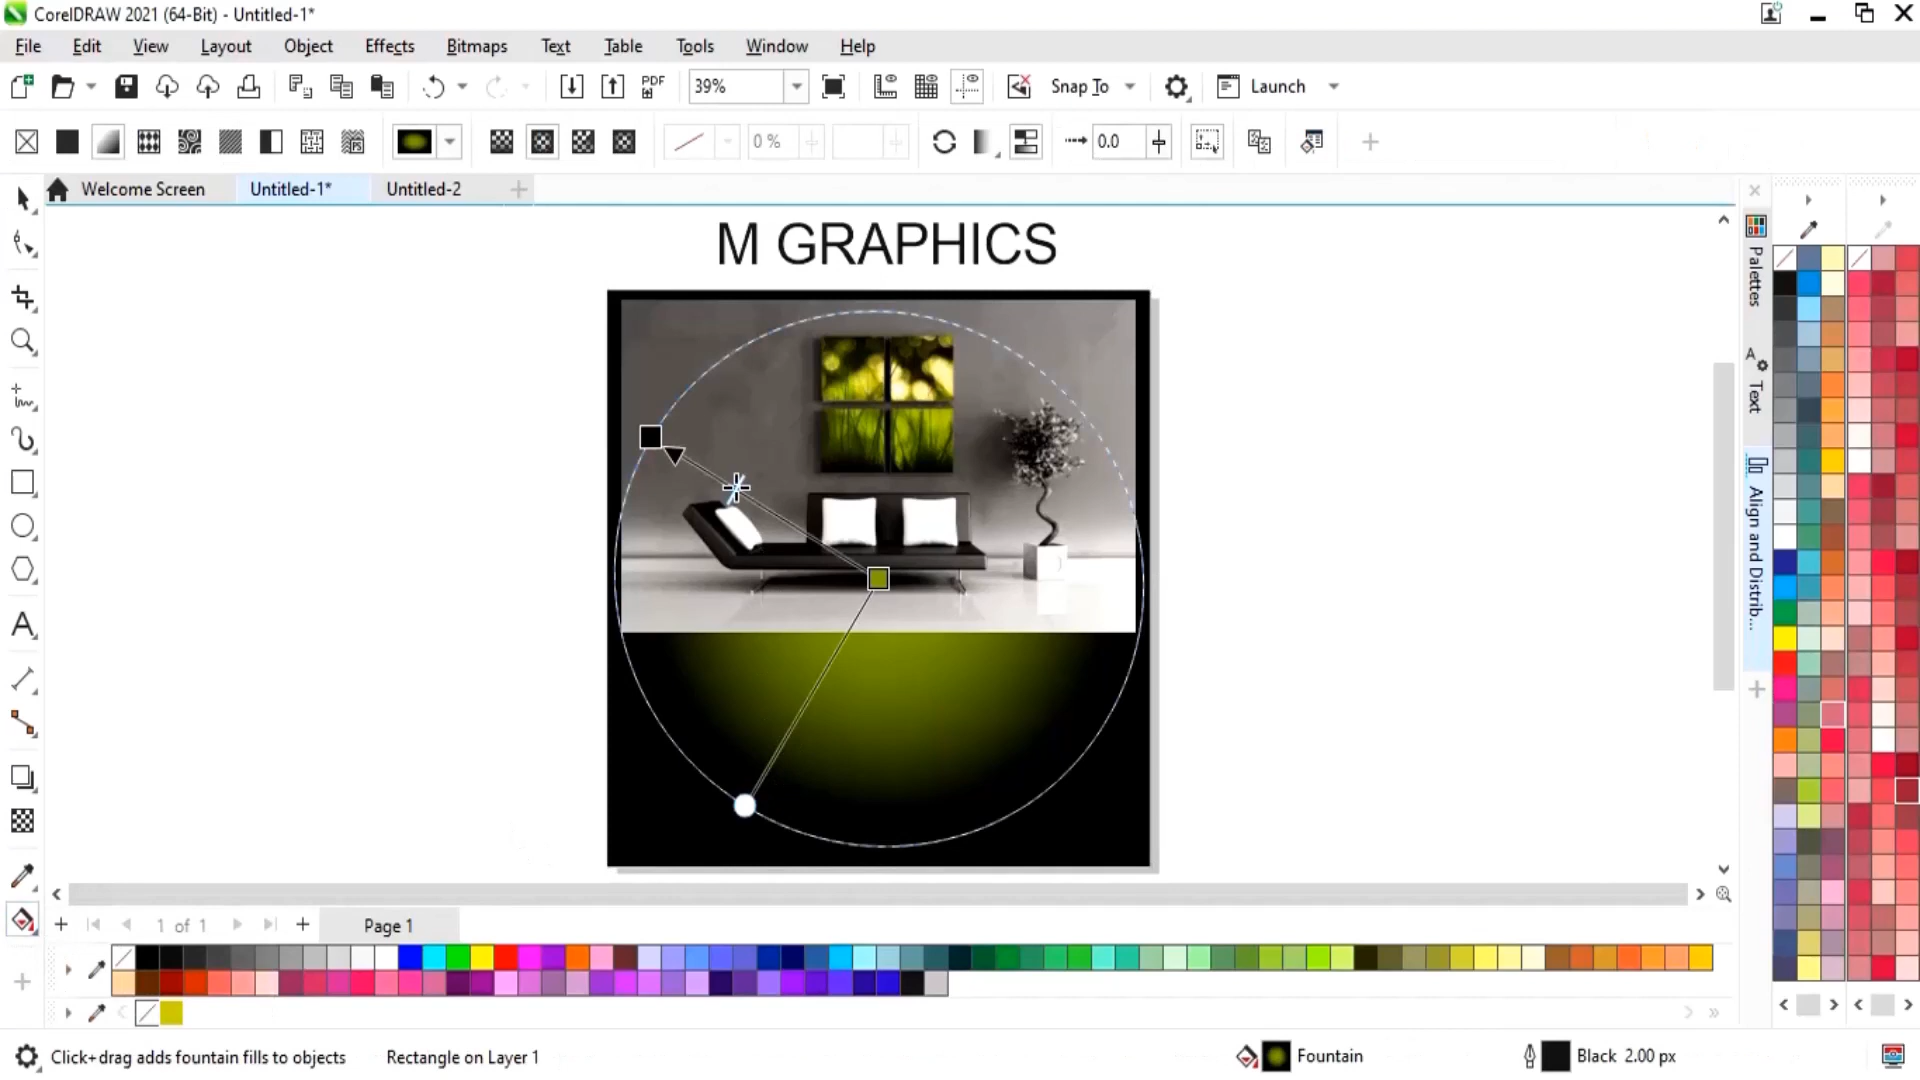 CorelDRAW 2021 (64-Bit) - Untitled-1*
File Edit View Layout Object Effects Bitmaps Text Table Tools Window Help
PDF 39% Snap To Launch
PS 0 % 0.0
Welcome Screen Untitled-1* Untitled-2
M GRAPHICS
Palettes
Text
Align and Distrib...
1 of 1 Page 1
Click+drag adds fountain fills to objects Rectangle on Layer 1 Fountain Black 2.00 px